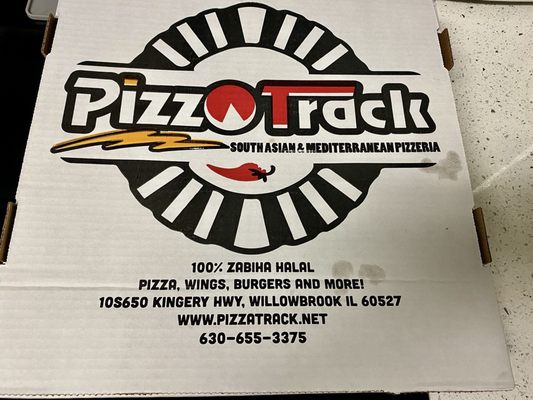 PizzaTrack
SOUTH ASIAN & MEDITERRANEAN PIZZERIA
100% ZABIHA HALAL
PIZZA, WINGS, BURGERS AND MORE!
10S650 KINGERY HWY, WILLOWBROOK IL 60527
WWW.PIZZATRACK.NET
630-655-3375